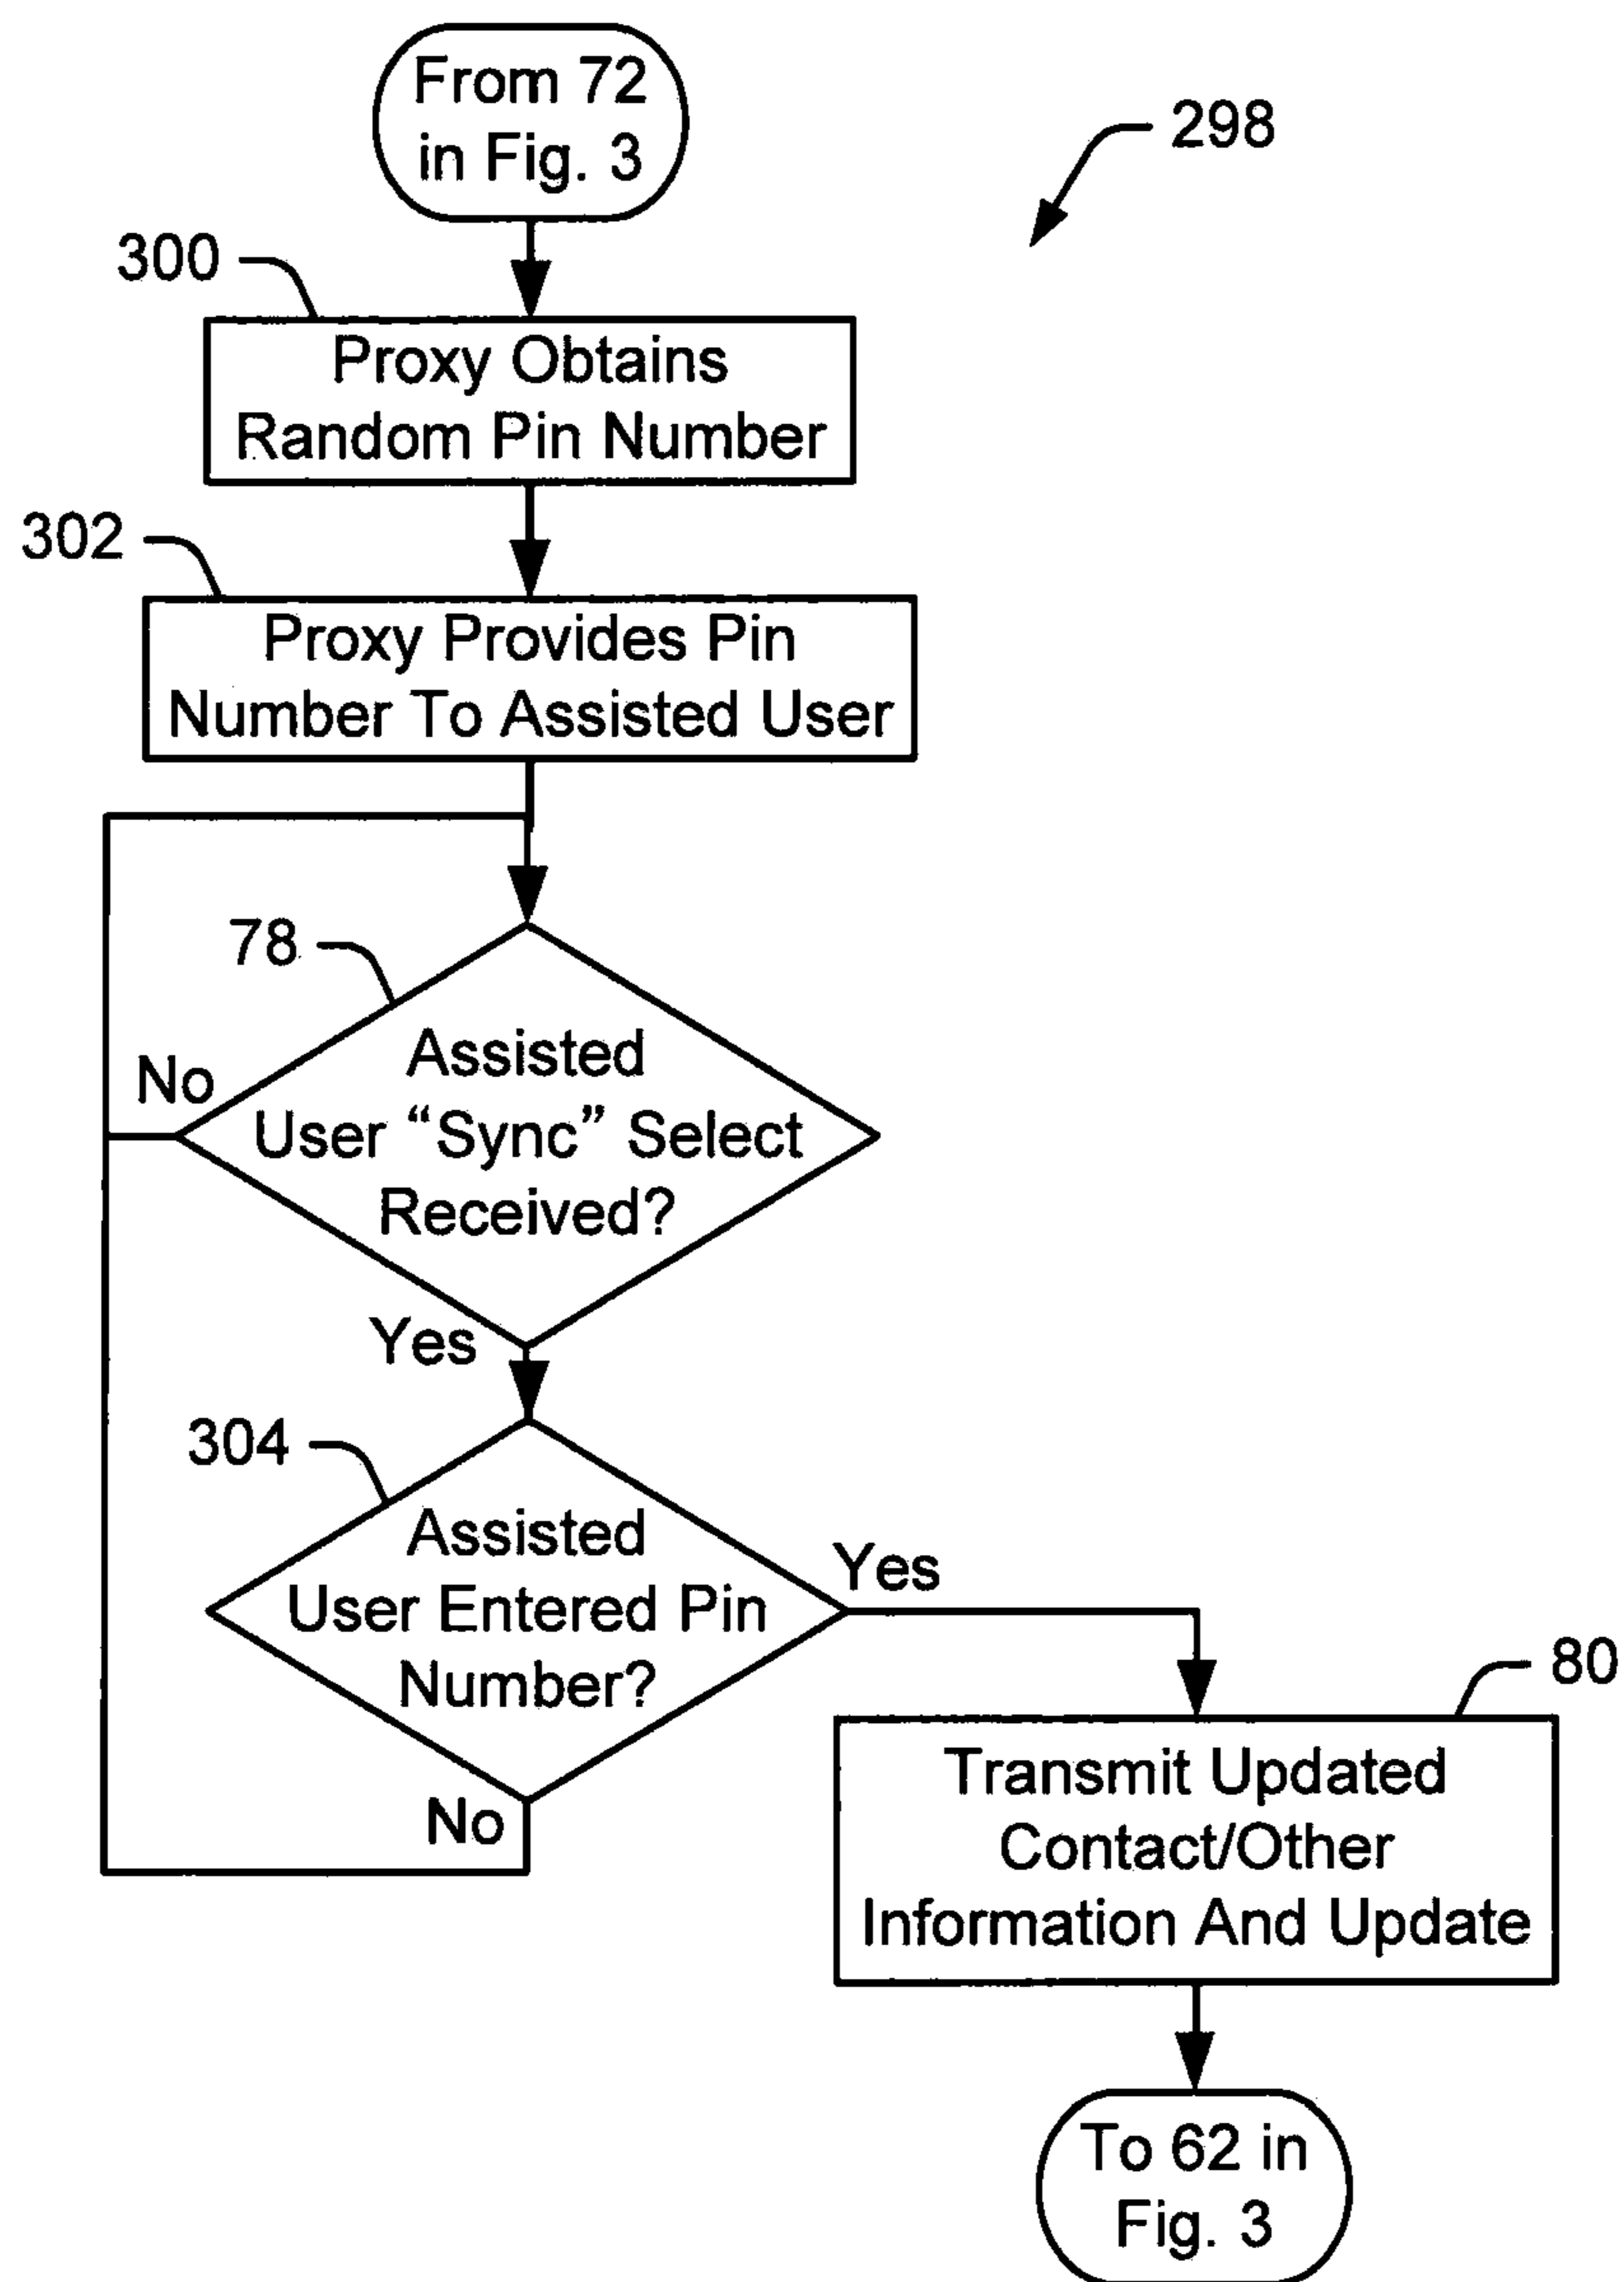 From 72
in Fig. 3
298
300
Proxy Obtains
Random Pin Number
302
Proxy Provides Pin
Number To Assisted User
78
Assisted
User “Sync” Select
Received?
No
Yes
304
Assisted
User Entered Pin
Number?
Yes
No
80
Transmit Updated
Contact/Other
Information And Update
To 62 in
Fig. 3